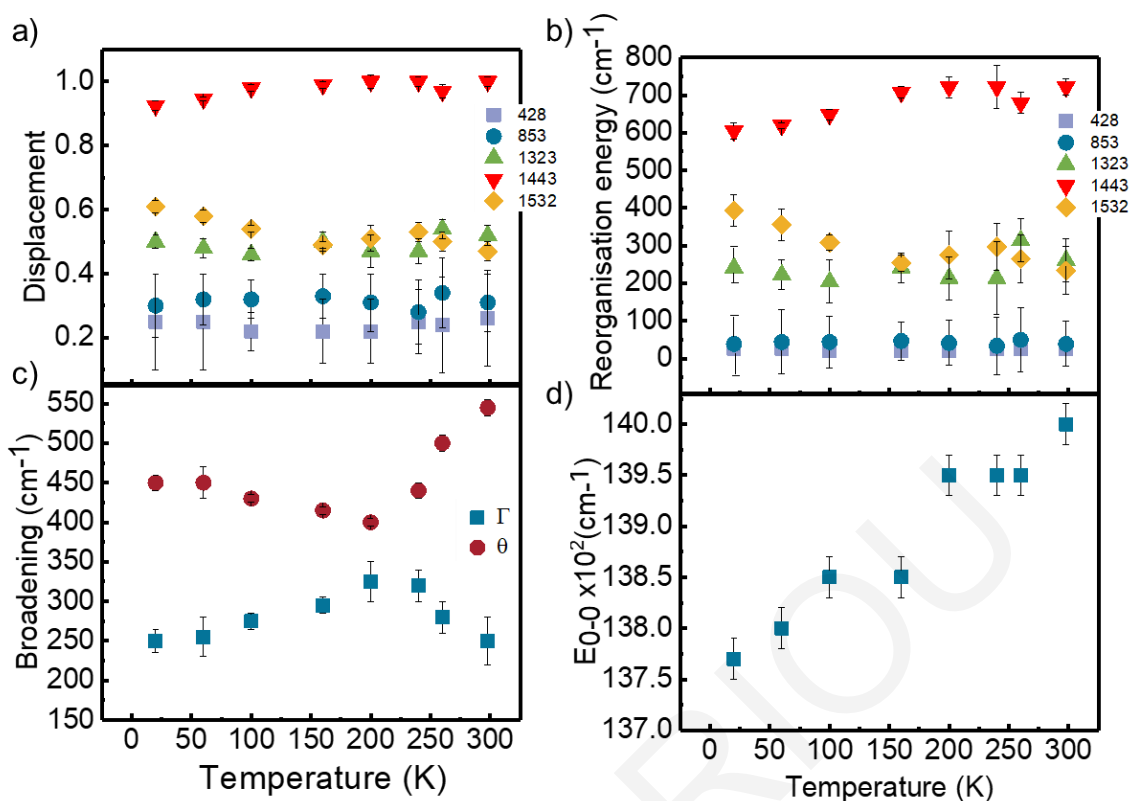 a)
Displacement
1.0
0.8
0.6
0.4
0.2
428
853
1323
1443
1532
b)
Reorganisation energy (cm-1)
800
700
600
500
400
300
200
100
0
428
853
1323
1443
1532
c)
Broadening (cm-1)
550
500
450
400
350
300
250
200
150
Γ
θ
0 50 100 150 200 250 300
Temperature (K)
d)
E0-0 x10²(cm-1)
140.0
139.5
139.0
138.5
138.0
137.5
137.0
0 50 100 150 200 250 300
Temperature (K)
RIOU